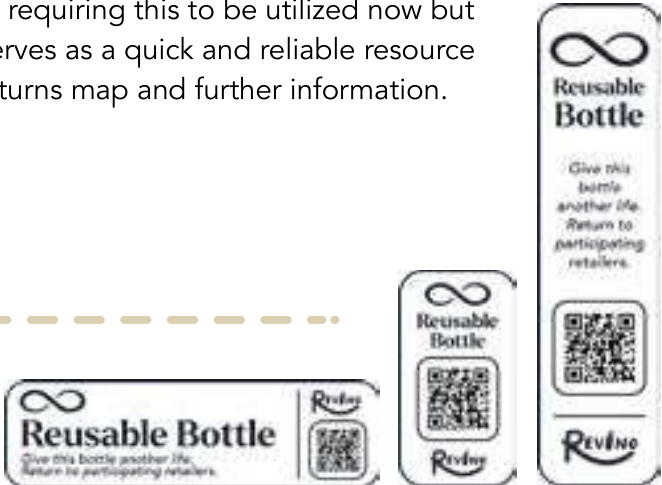 requiring this to be utilized now but
erves as a quick and reliable resource
turns map and further information.
Reusable
Bottle
Give this
bottle
another life.
Return to
participating
retailers.
REVINO
Reusable
Bottle
REVINO
Reusable Bottle
Give this bottle another life.
Return to participating retailers.
REVINO